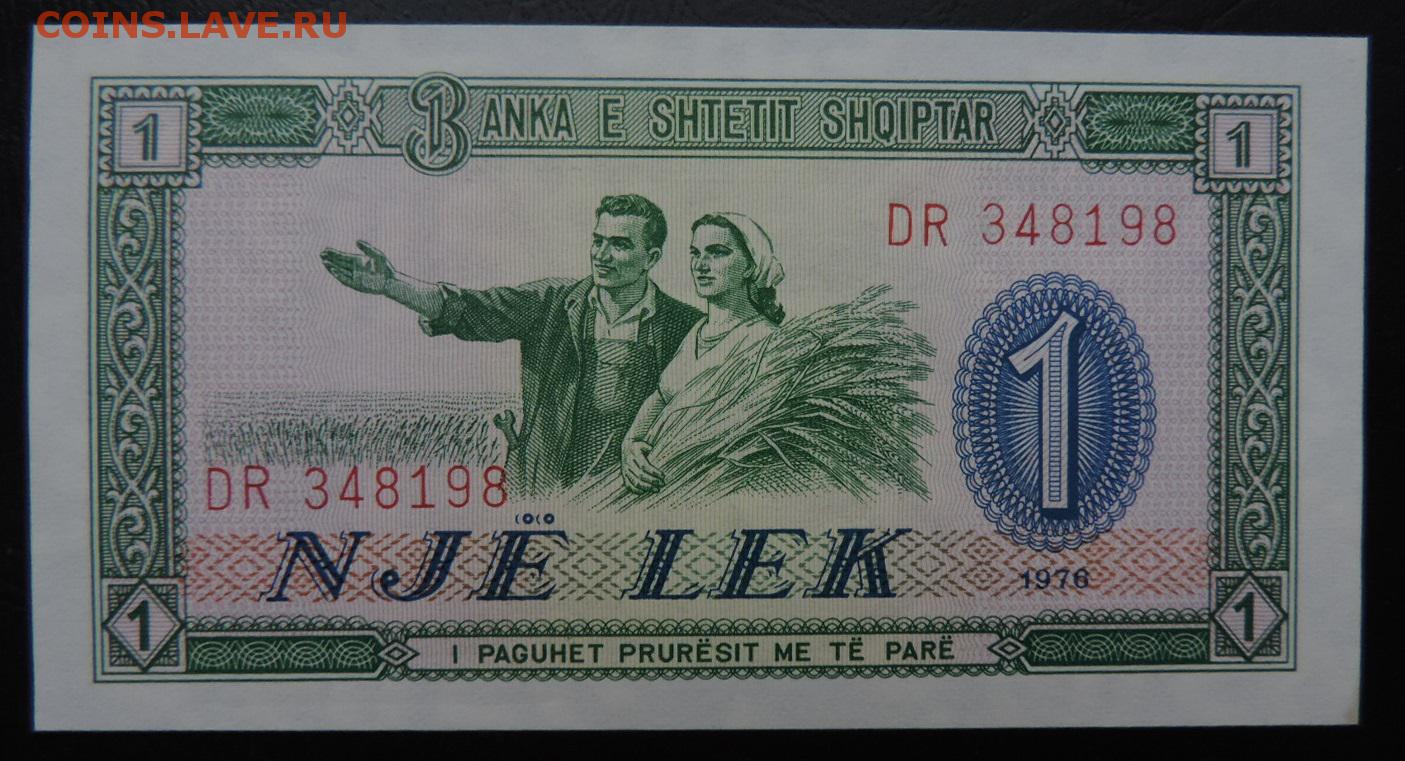 COINS.LAVE.RU
1
BANKA E SHTETIT SHQIPTAR
1
DR 348198
1
DR 348198
NJË LEK
1976
1
I PAGUHET PRURËSIT ME TË PARË
1